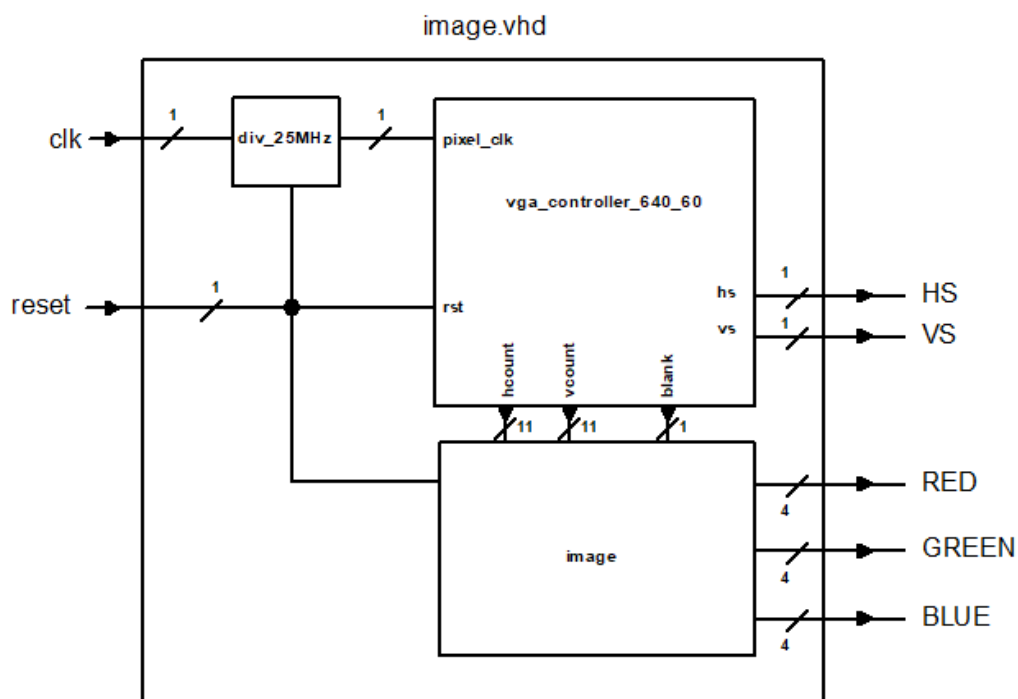 image.vhd
clk
1
div_25MHz
1
pixel_clk
vga_controller_640_60
reset
1
rst
hs
1
HS
vs
1
VS
hcount
vcount
blank
11
11
1
image
4
RED
4
GREEN
4
BLUE